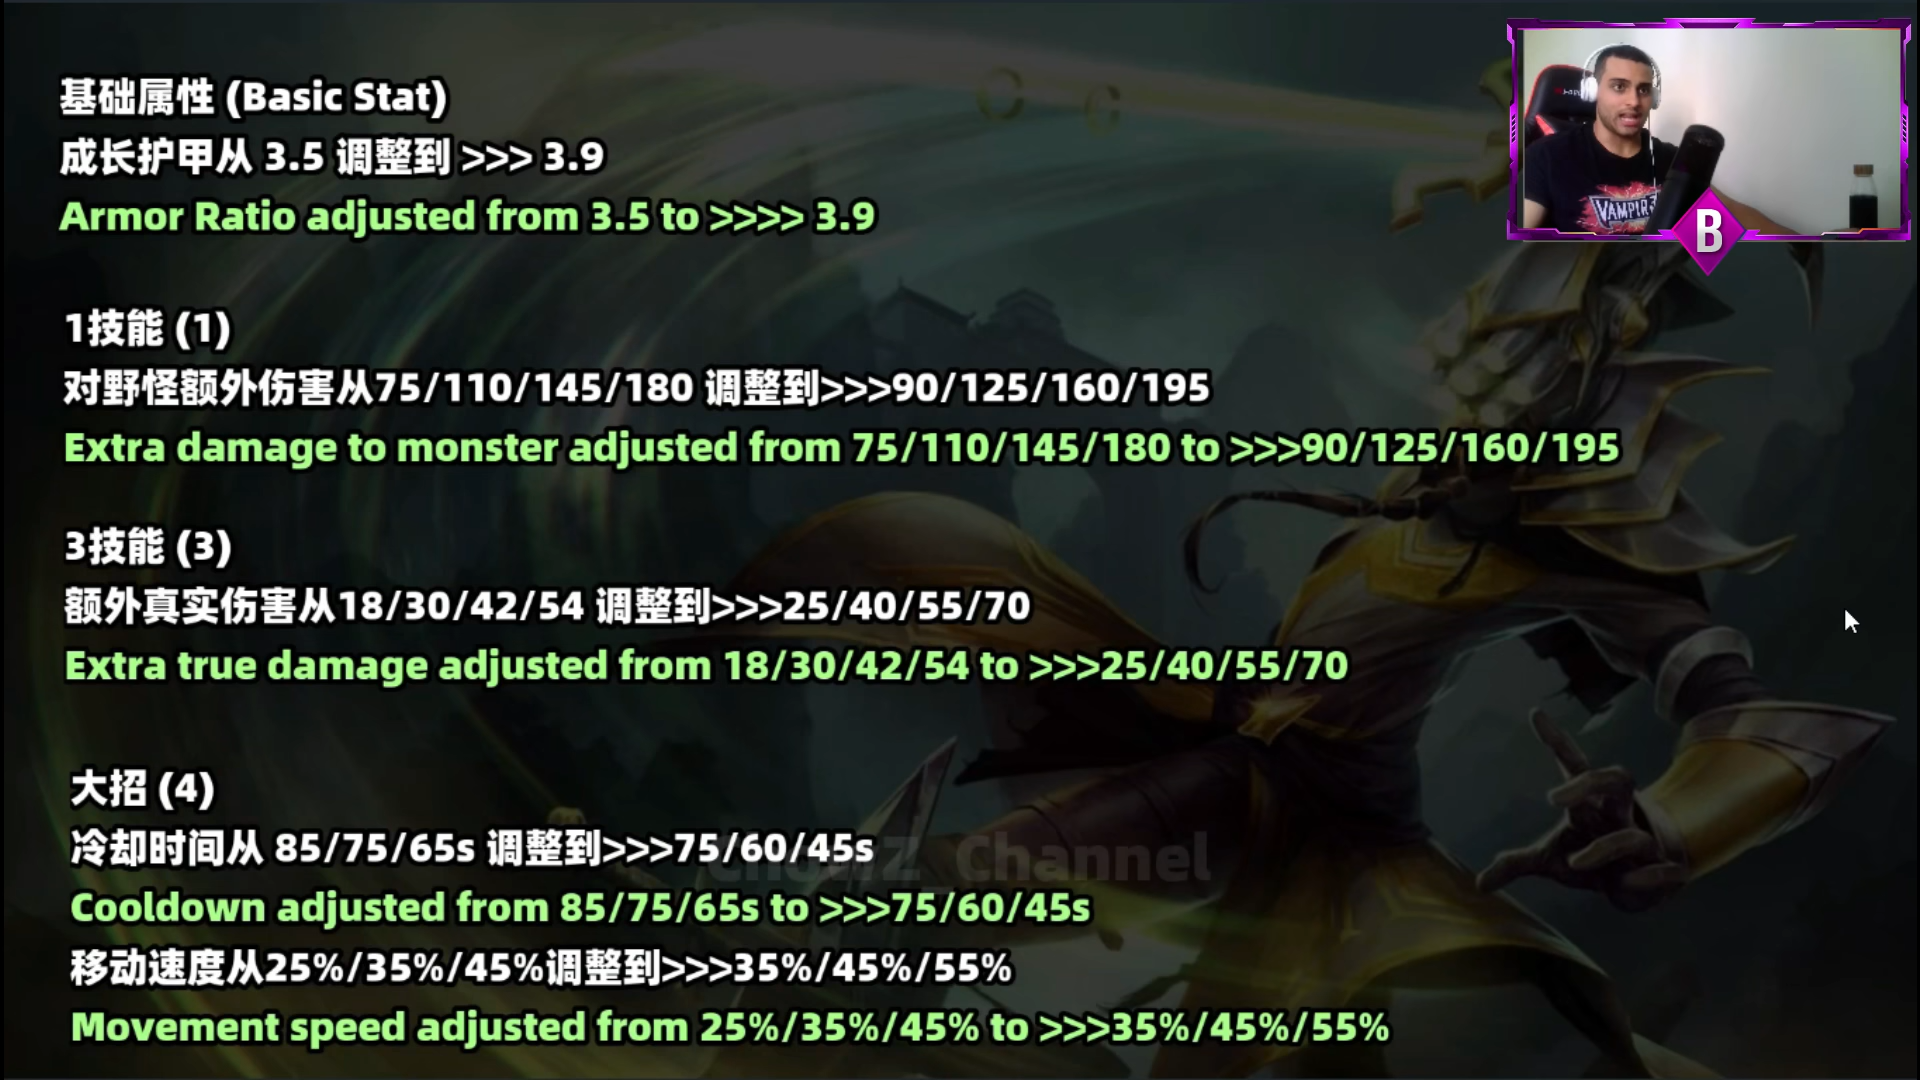 基础属性 (Basic Stat)
成长护甲从 3.5 调整到 >>> 3.9
Armor Ratio adjusted from 3.5 to >>>> 3.9
1技能 (1)
对野怪额外伤害从75/110/145/180 调整到>>>90/125/160/195
Extra damage to monster adjusted from 75/110/145/180 to >>>90/125/160/195
3技能 (3)
额外真实伤害从18/30/42/54 调整到>>>25/40/55/70
Extra true damage adjusted from 18/30/42/54 to >>>25/40/55/70
大招 (4)
冷却时间从 85/75/65s 调整到>>>75/60/45s
Cooldown adjusted from 85/75/65s to >>>75/60/45s
移动速度从25%/35%/45%调整到>>>35%/45%/55%
Movement speed adjusted from 25%/35%/45% to >>>35%/45%/55%
B